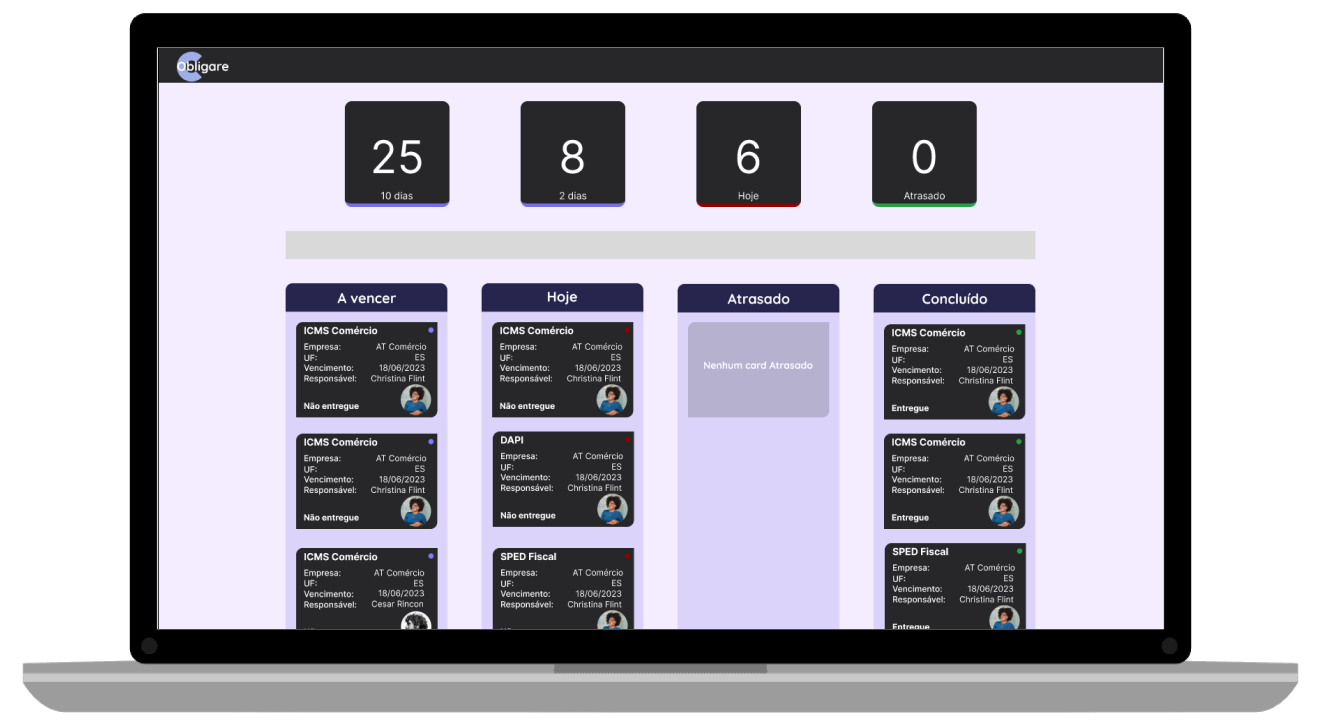 Obligare
25
10 dias
8
2 dias
6
Hoje
0
Atrasado
A vencer
ICMS Comércio
Empresa: AT Comércio
UF: ES
Vencimento: 18/06/2023
Responsável: Christina Flint
Não entregue
ICMS Comércio
Empresa: AT Comércio
UF: ES
Vencimento: 18/06/2023
Responsável: Christina Flint
Não entregue
ICMS Comércio
Empresa: AT Comércio
UF: ES
Vencimento: 18/06/2023
Responsável: Cesar Rincon
Hoje
ICMS Comércio
Empresa: AT Comércio
UF: ES
Vencimento: 18/06/2023
Responsável: Christina Flint
Não entregue
DAPI
Empresa: AT Comércio
UF: ES
Vencimento: 18/06/2023
Responsável: Christina Flint
Não entregue
SPED Fiscal
Empresa: AT Comércio
UF: ES
Vencimento: 18/06/2023
Responsável: Christina Flint
Atrasado
Nenhum card Atrasado
Concluído
ICMS Comércio
Empresa: AT Comércio
UF: ES
Vencimento: 18/06/2023
Responsável: Christina Flint
Entregue
ICMS Comércio
Empresa: AT Comércio
UF: ES
Vencimento: 18/06/2023
Responsável: Christina Flint
Entregue
SPED Fiscal
Empresa: AT Comércio
UF: ES
Vencimento: 18/06/2023
Responsável: Christina Flint
Entregue